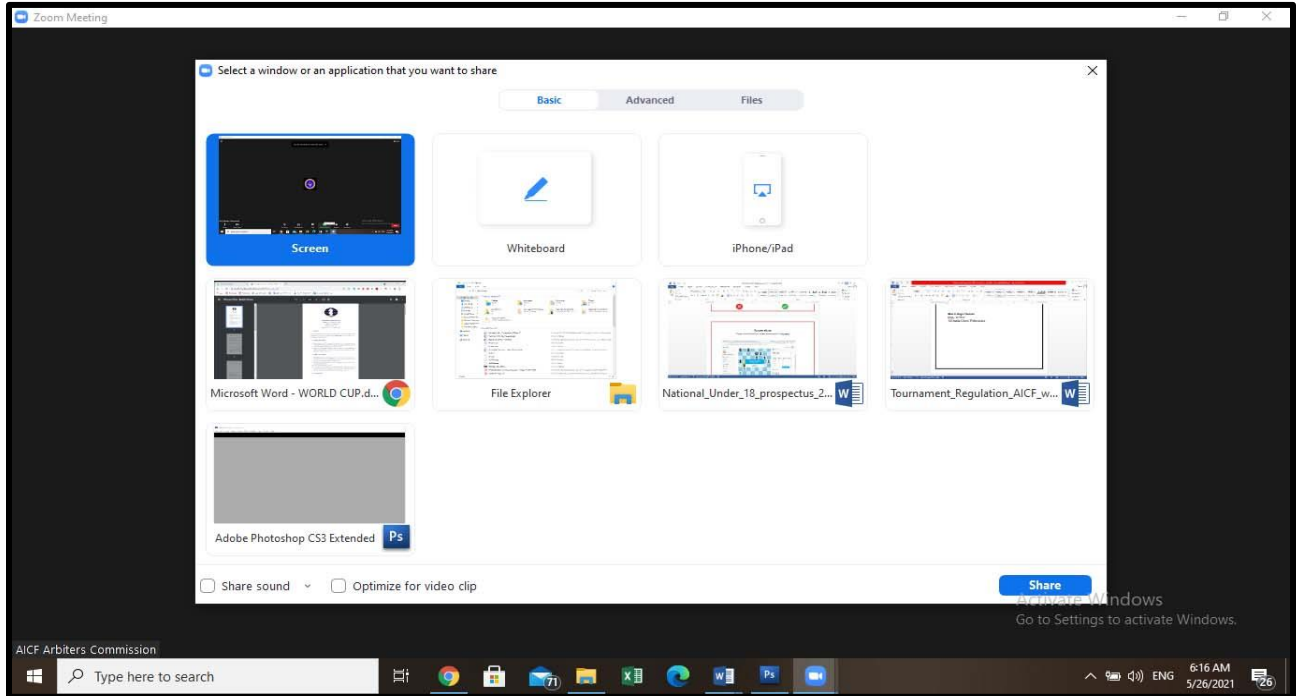 Zoom Meeting
Select a window or an application that you want to share
Basic Advanced Files
Screen
Whiteboard
iPhone/iPad
Microsoft Word - WORLD CUP.d...
File Explorer
National_Under_18_prospectus_2...
Tournament_Regulation_AICF_w...
Adobe Photoshop CS3 Extended
Ps
Share sound
Optimize for video clip
Share
Activate Windows
Go to Settings to activate Windows.
AICF Arbiters Commission
Type here to search
71
Ps
ENG
6:16 AM
5/26/2021
26